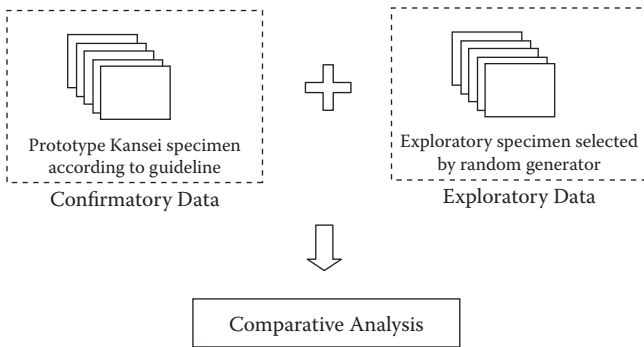 Prototype Kansei specimen
according to guideline
Confirmatory Data
Exploratory specimen selected
by random generator
Exploratory Data
Comparative Analysis